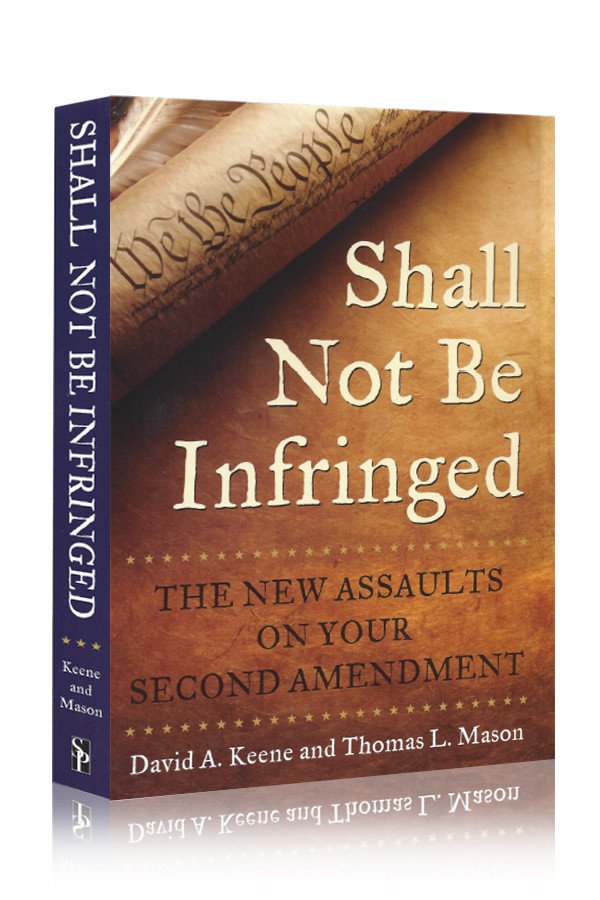 SHALL NOT BE INFRINGED
Keene
and
Mason
SP
We the People
Shall
Not Be
Infringed
THE NEW ASSAULTS
ON YOUR
SECOND AMENDMENT
David A. Keene and Thomas L. Mason